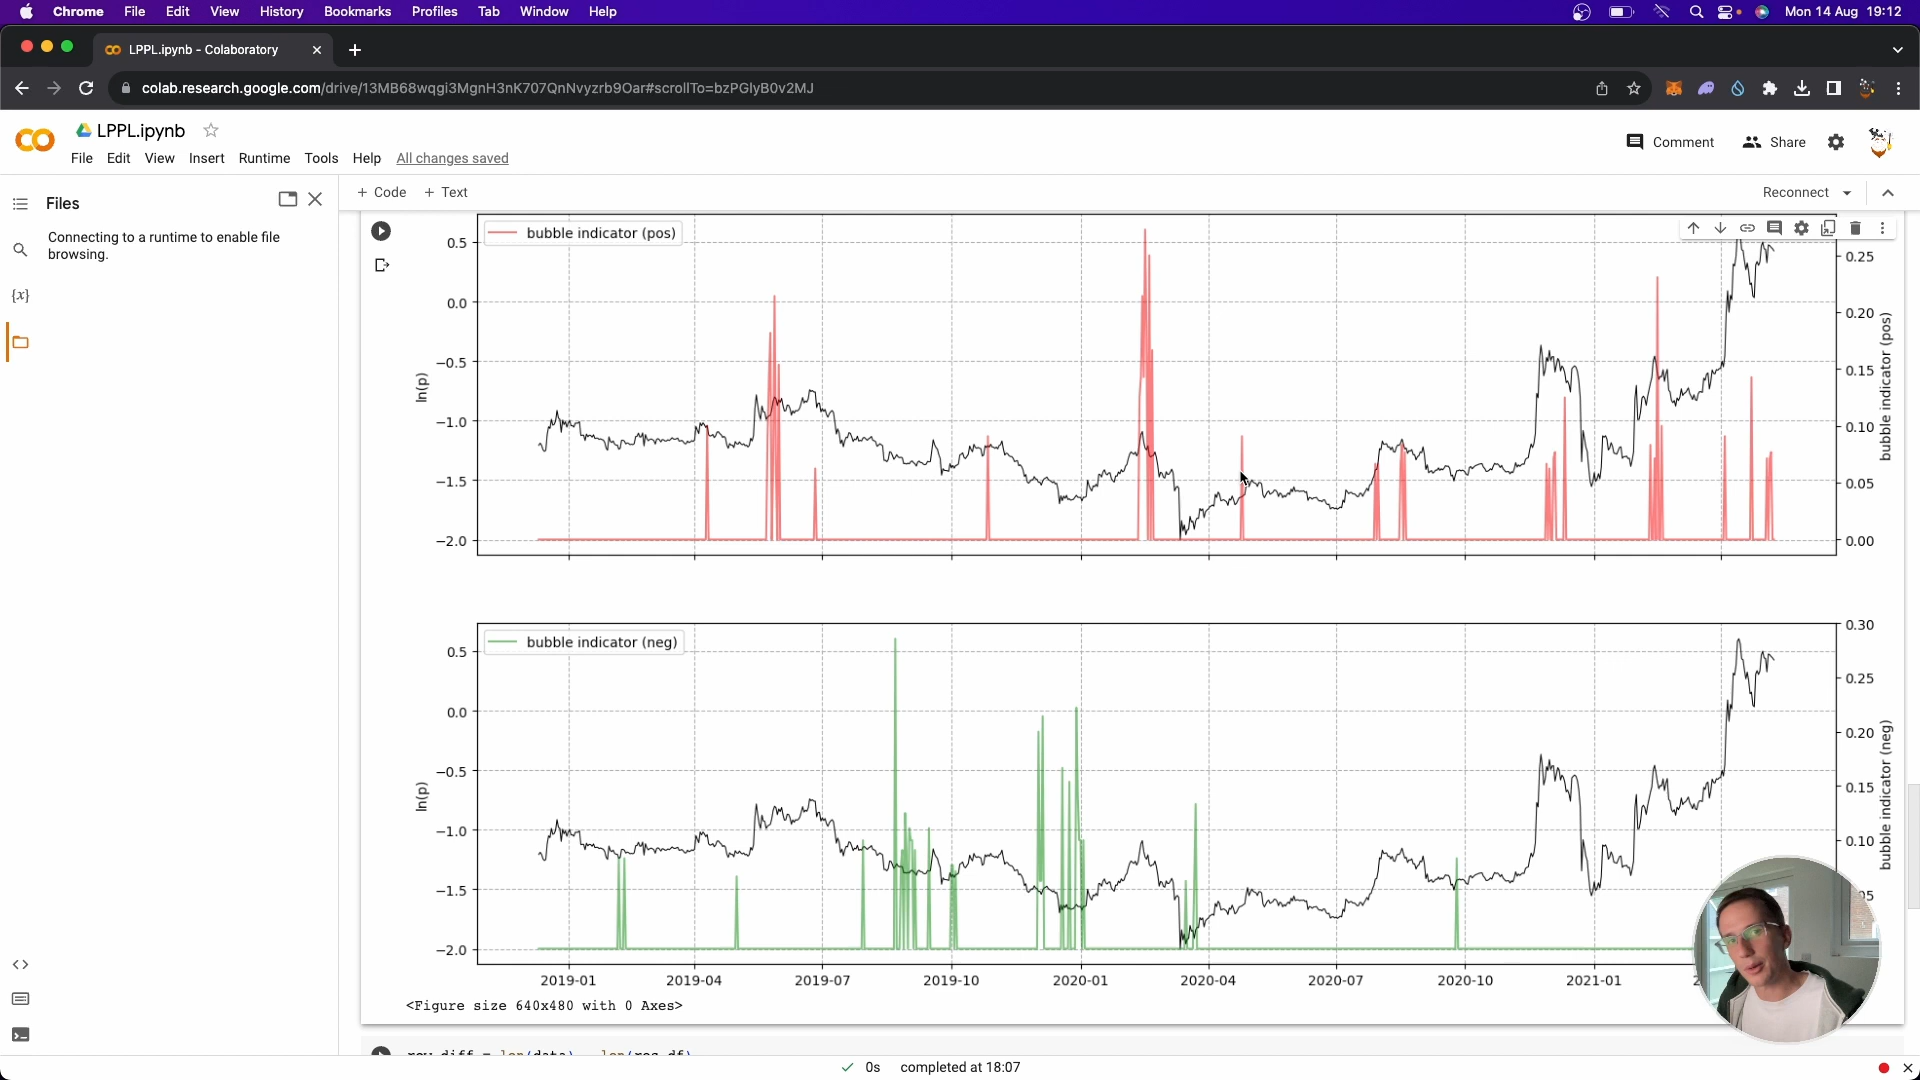 Chrome File Edit View History Bookmarks Profiles Tab Window Help Mon 14 Aug 19:12
LPPL.ipynb - Colaboratory
colab.research.google.com/drive/13MB68wqgi3MgnH3nK707QnNvyzrb9Oar#scrollTo=bzPGlyB0v2MJ
LPPL.ipynb
Comment Share
File Edit View Insert Runtime Tools Help All changes saved
Files
+ Code + Text
Reconnect
Connecting to a runtime to enable file
browsing.
{x}
bubble indicator (pos)
0.5
0.0
−0.5
−1.0
−1.5
−2.0
ln(p)
0.25
0.20
0.15
0.10
0.05
0.00
bubble indicator (pos)
bubble indicator (neg)
0.5
0.0
−0.5
−1.0
−1.5
−2.0
ln(p)
0.30
0.25
0.20
0.15
0.10
bubble indicator (neg)
2019-01 2019-04 2019-07 2019-10 2020-01 2020-04 2020-07 2020-10 2021-01
<Figure size 640x480 with 0 Axes>
0s completed at 18:07